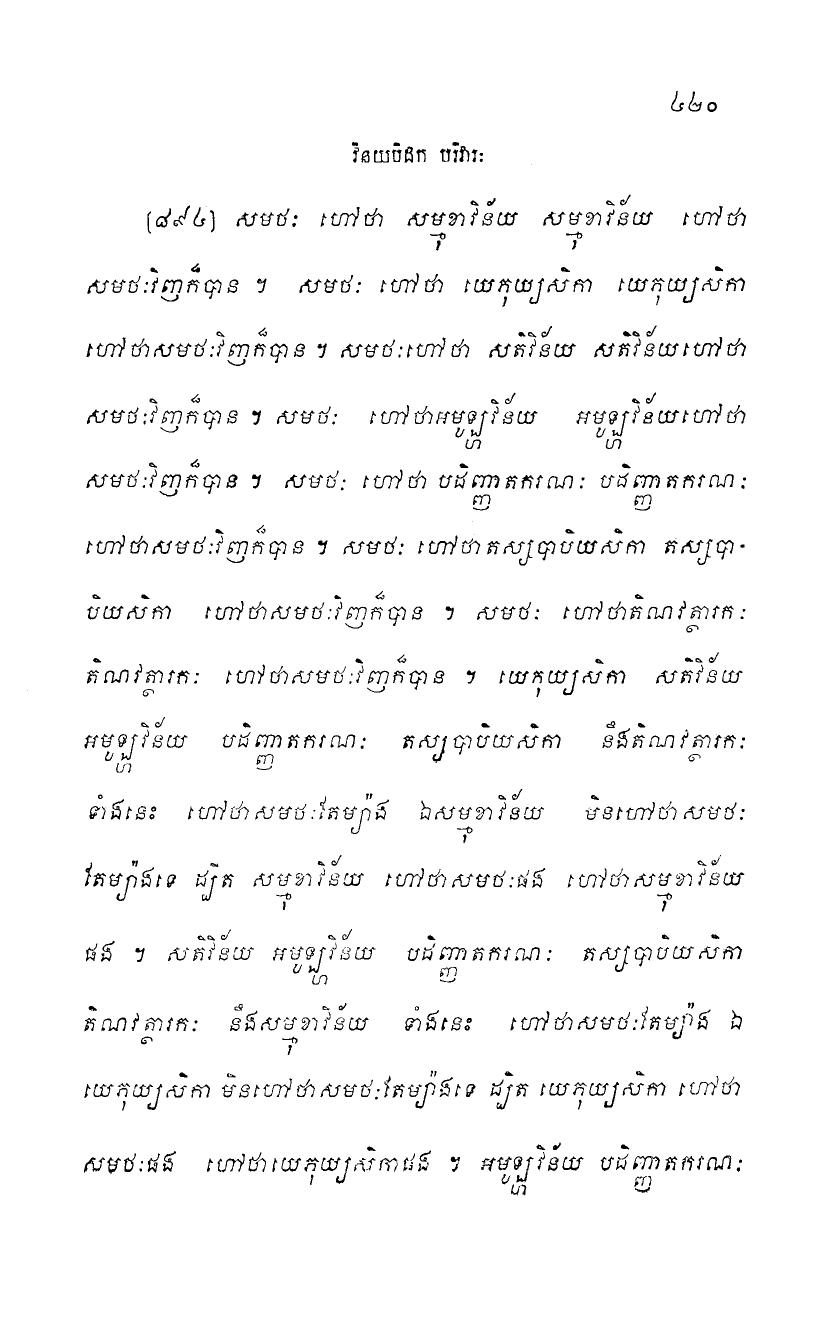 ៤២០
វិនយបិដក បរិវារៈ
(៨៩៤) សមថៈ ហៅថា សម្មុខាវិន័យ សម្មុខាវិន័យ ហៅថា
សមថៈវិញក៏បាន ។ សមថៈ ហៅថា យេភុយ្យសិកា យេភុយ្យសិកា
ហៅថាសមថៈវិញក៏បាន ។ សមថៈហៅថា សតិវិន័យ សតិវិន័យហៅថា
សមថៈវិញក៏បាន ។ សមថៈ ហៅថាអមូឡ្ហវិន័យ អមូឡ្ហវិន័យហៅថា
សមថៈវិញក៏បាន ។ សមថៈ ហៅថា បដិញ្ញាតករណៈ បដិញ្ញាតករណៈ
ហៅថាសមថៈវិញក៏បាន ។ សមថៈ ហៅថាតស្សបាបិយសិកា តស្សបា-
បិយសិកា ហៅថាសមថៈវិញក៏បាន ។ សមថៈ ហៅថាតិណវត្ថារកៈ
តិណវត្ថារកៈ ហៅថាសមថៈវិញក៏បាន ។ យេភុយ្យសិកា សតិវិន័យ
អមូឡ្ហវិន័យ បដិញ្ញាតករណៈ តស្សបាបិយសិកា នឹងតិណវត្ថារកៈ
ទាំងនេះ ហៅថាសមថៈតែម្យ៉ាង ឯសម្មុខាវិន័យ មិនហៅថាសមថៈ
តែម្យ៉ាងទេ ដ្បិត សម្មុខាវិន័យ ហៅថាសមថៈផង ហៅថាសម្មុខាវិន័យ
ផង ។ សតិវិន័យ អមូឡ្ហវិន័យ បដិញ្ញាតករណៈ តស្សបាបិយសិកា
តិណវត្ថារកៈ នឹងសម្មុខាវិន័យ ទាំងនេះ ហៅថាសមថៈតែម្យ៉ាង ឯ
យេភុយ្យសិកា មិនហៅថាសមថៈតែម្យ៉ាងទេ ដ្បិត យេភុយ្យសិកា ហៅថា
សមថៈផង ហៅថាយេភុយ្យសិកាផង ។ អមូឡ្ហវិន័យ បដិញ្ញាតករណៈ